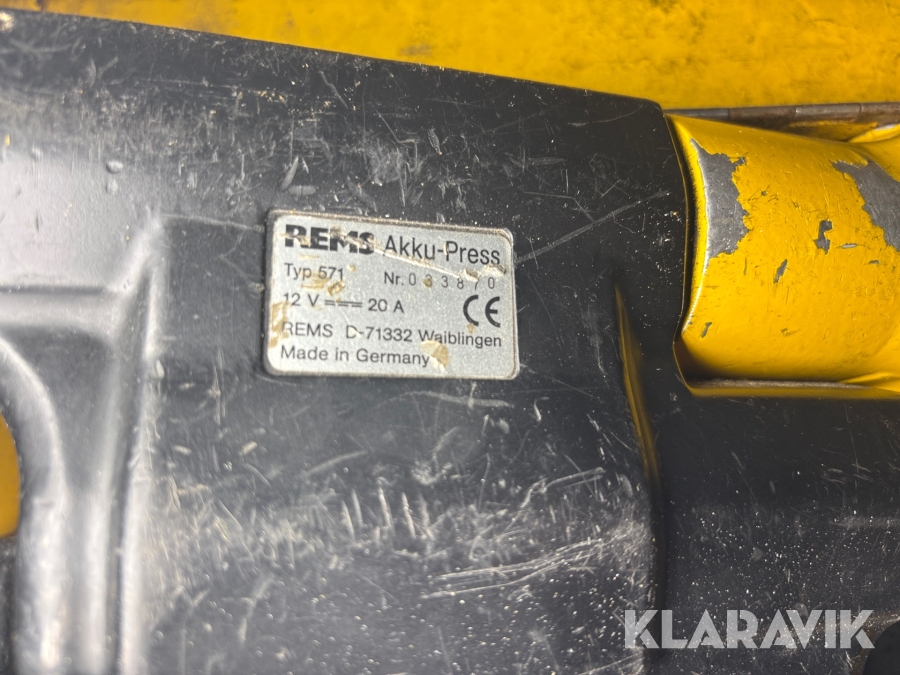 REMS Akku-Press
Typ 571 Nr. 033870
12 V 20 A CE
REMS D-71332 Waiblingen
Made in Germany
KLARAVIK